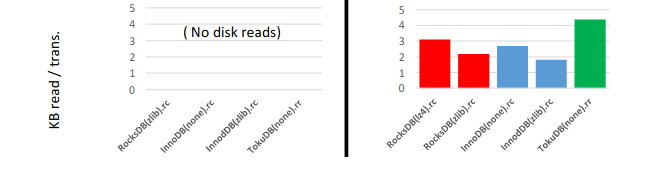 KB read / trans.
5
4
3
2
1
0
( No disk reads)
RocksDB(zlib).rc
InnoDB(none).rc
InnodDB(zlib).rc
TokuDB(none).rr
5
4
3
2
1
0
RocksDB(lz4).rc
RocksDB(zlib).rc
InnoDB(none).rc
InnodDB(zlib).rc
TokuDB(none).rr